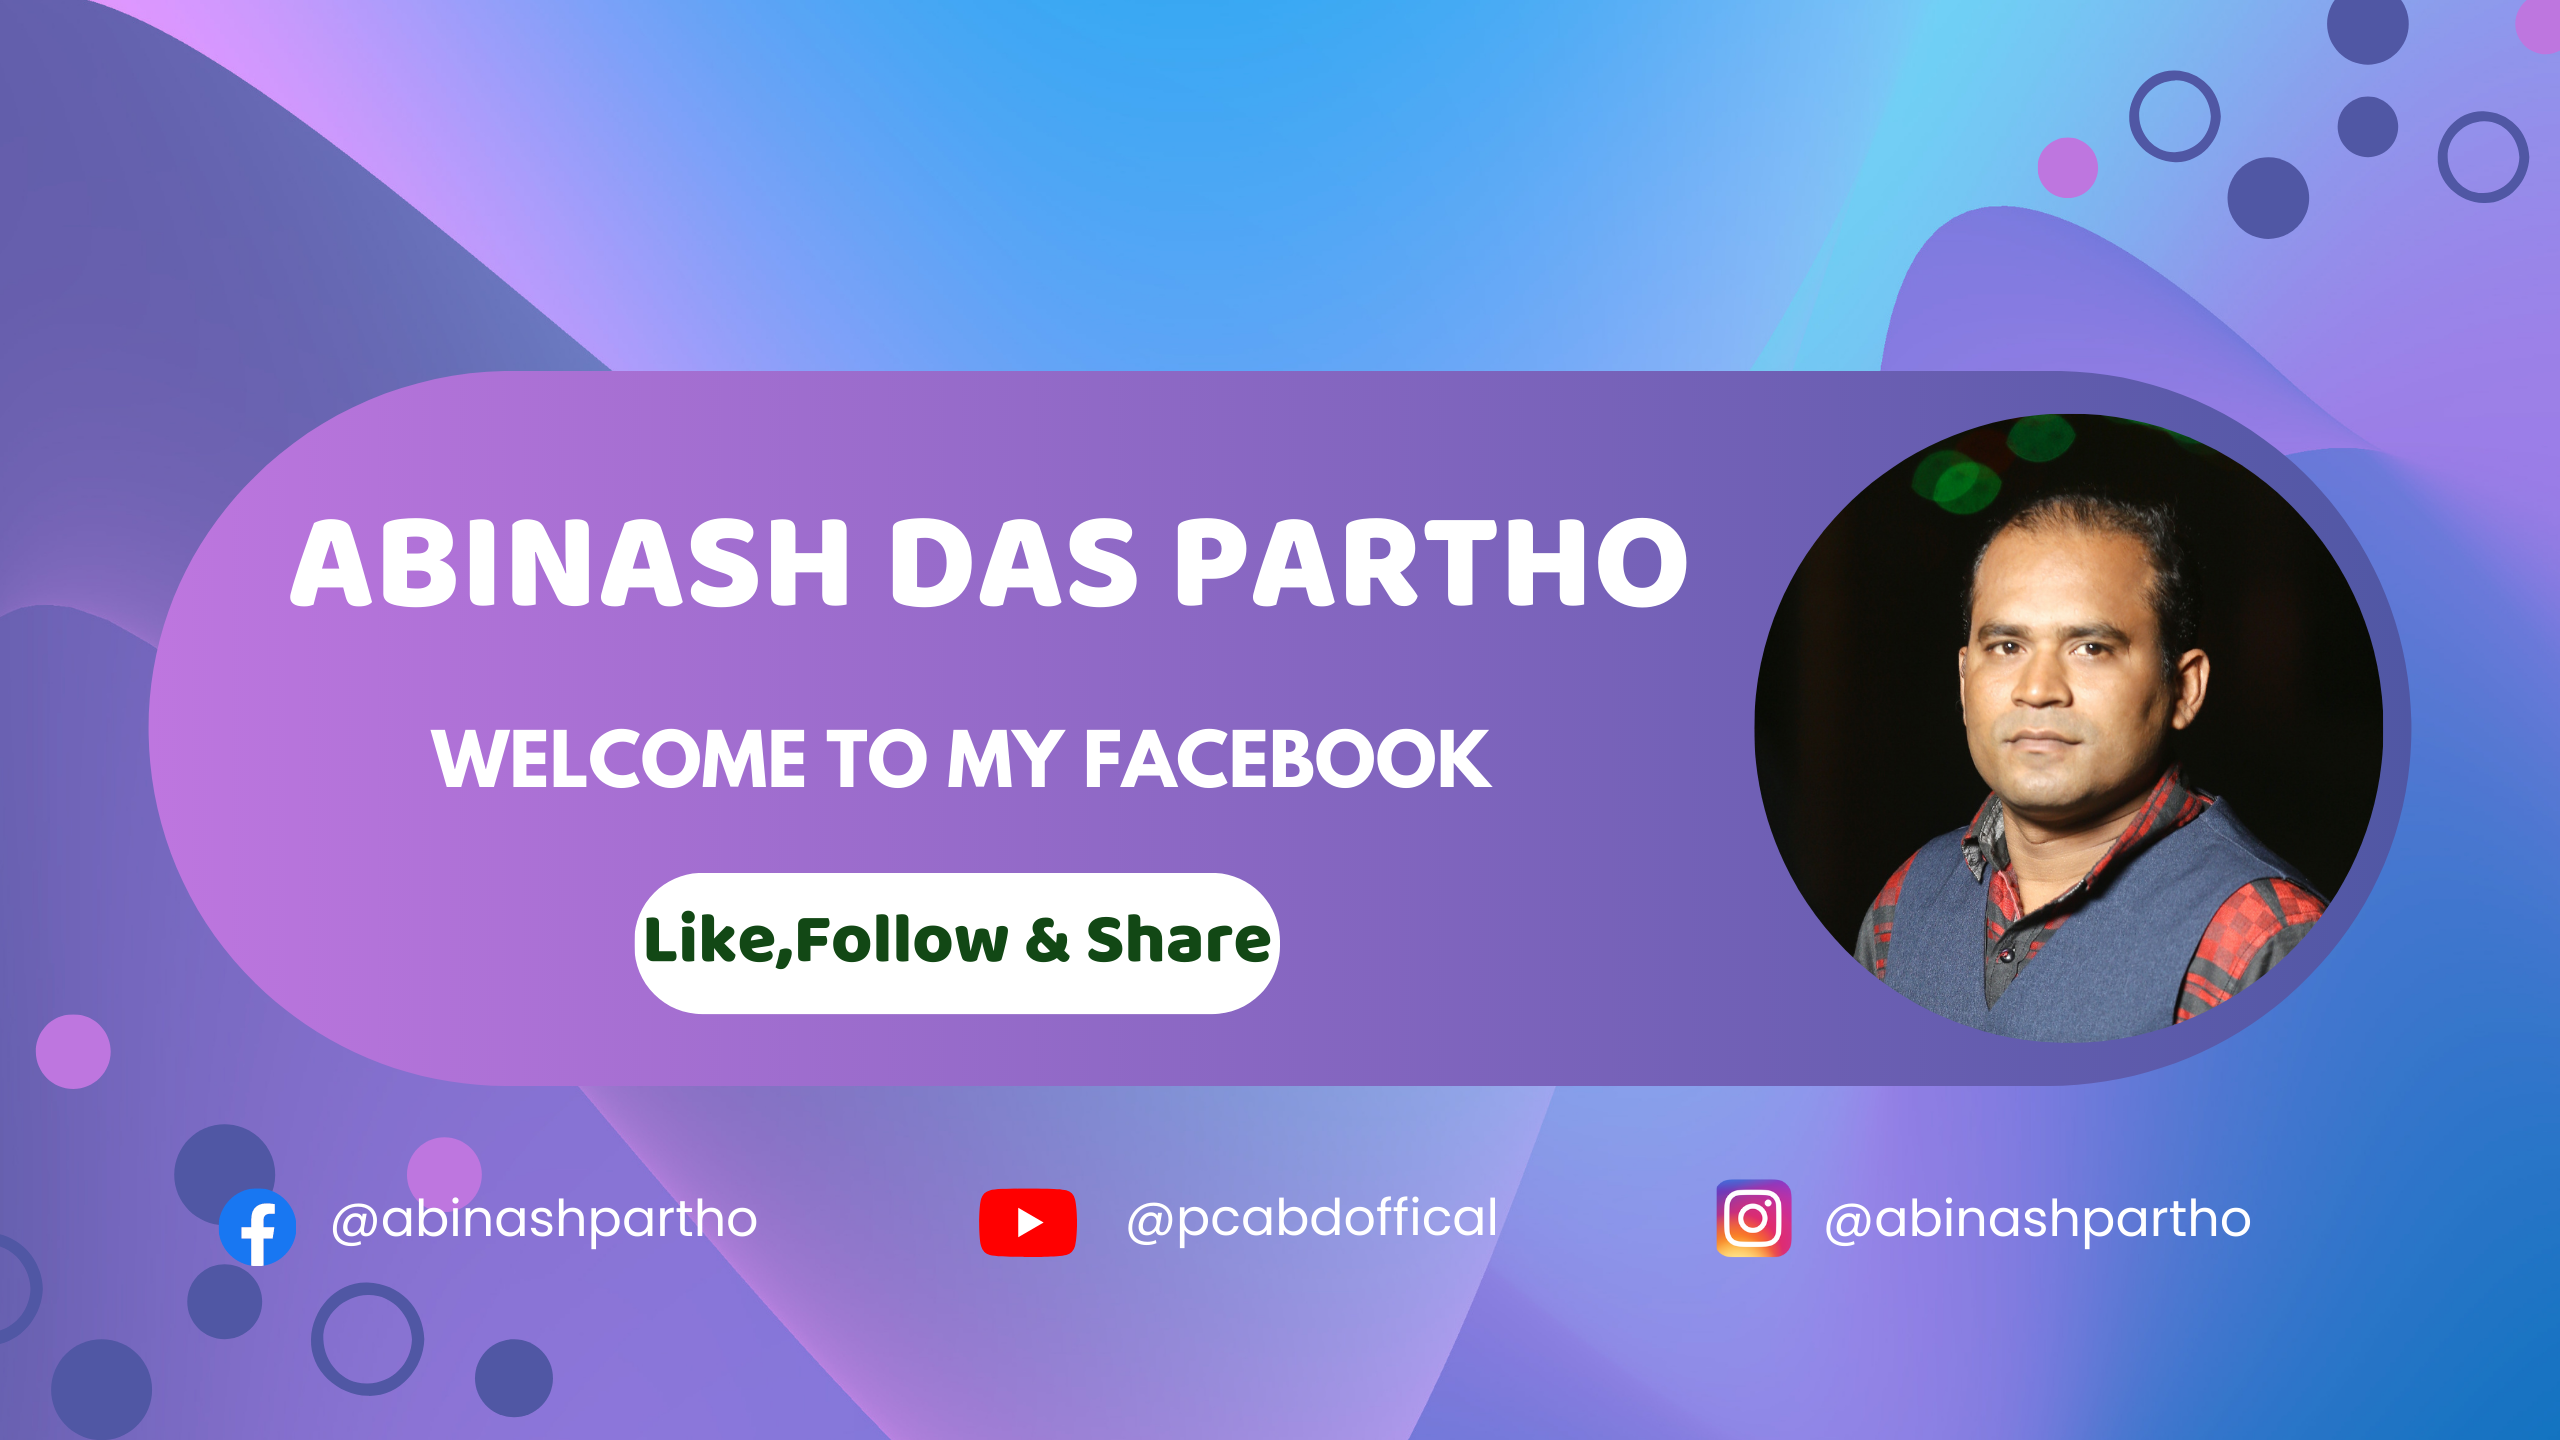 ABINASH DAS PARTHO
WELCOME TO MY FACEBOOK
Like,Follow & Share
@abinashpartho
@pcabdoffical
@abinashpartho